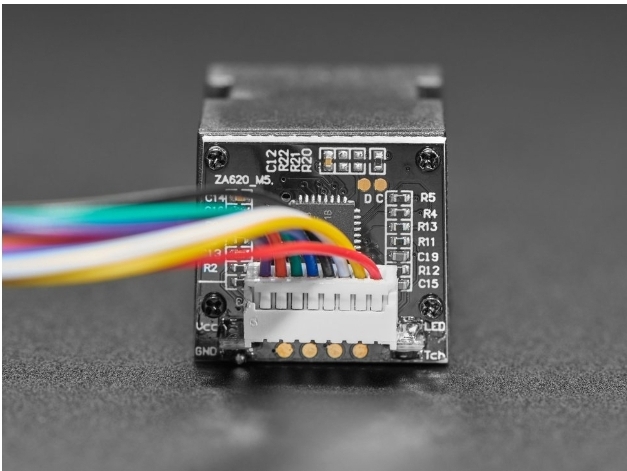 C12
R22
R21
R20
ZA620_M5.
C14
D C
R5
R4
R13
R11
C19
R12
C15
R2
Vcc
GND
LED
Tch